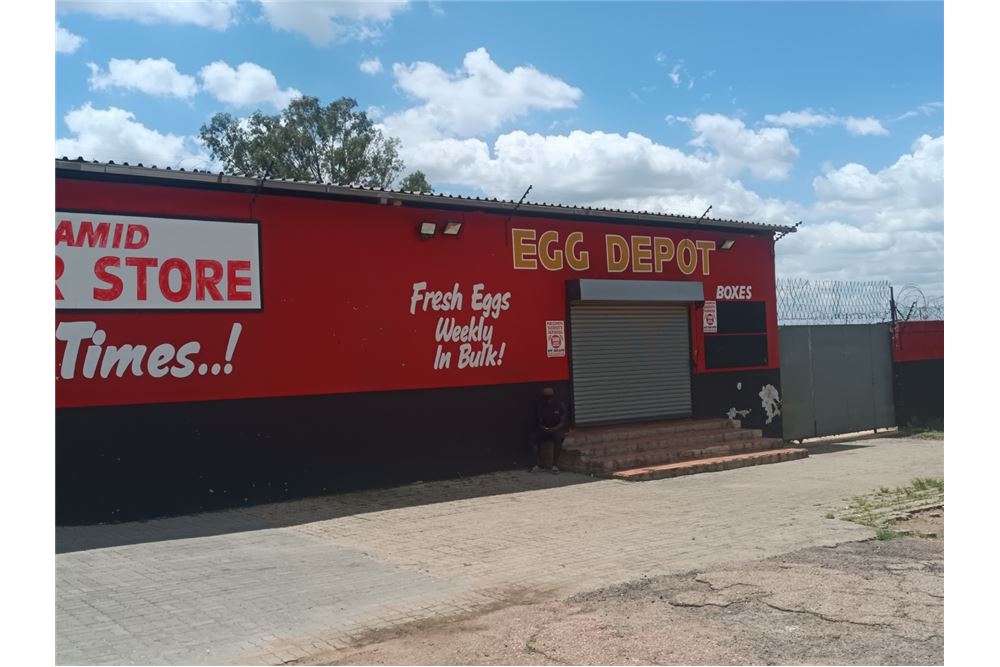 AMID
R STORE
Times..!
Fresh Eggs
Weekly
In Bulk!
EGG DEPOT
BOXES